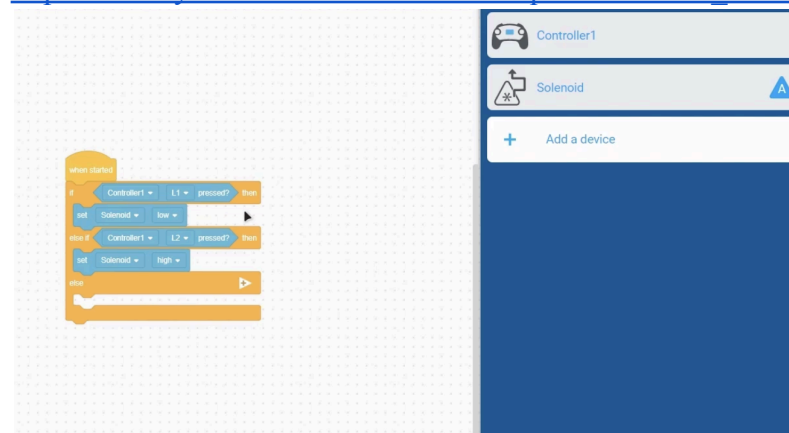 Controller1
Solenoid
A
+ Add a device
when started
if Controller1 L1 pressed? then
set Solenoid low
else if Controller1 L2 pressed? then
set Solenoid high
else